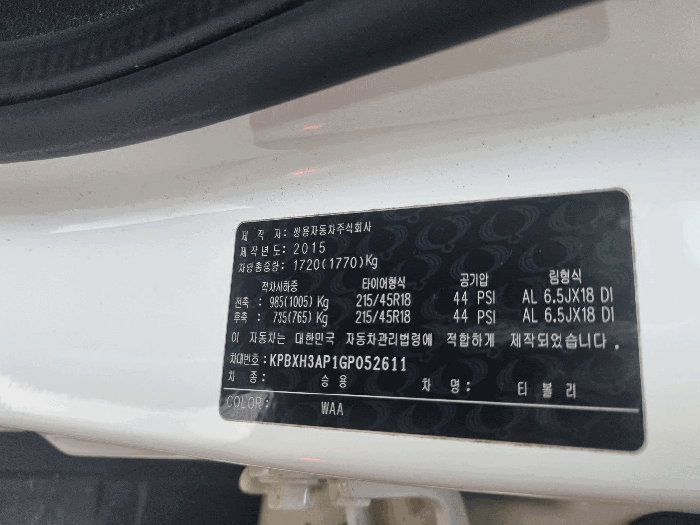 제 작 자: 쌍용자동차주식회사
제작년도: 2015
차량총중량: 1720(1770)Kg
적차시하중 타이어형식 공기압 림형식
전축 : 985(1005) Kg 215/45R18 44 PSI AL 6.5JX18 DI
후축 : 735(765) Kg 215/45R18 44 PSI AL 6.5JX18 DI
이 자동차는 대한민국 자동차관리법령에 적합하게 제작되었습니다.
차대번호: KPBXH3AP1GP052611
차 종: 승 용 차 명: 티 볼 리
COLOR: WAA